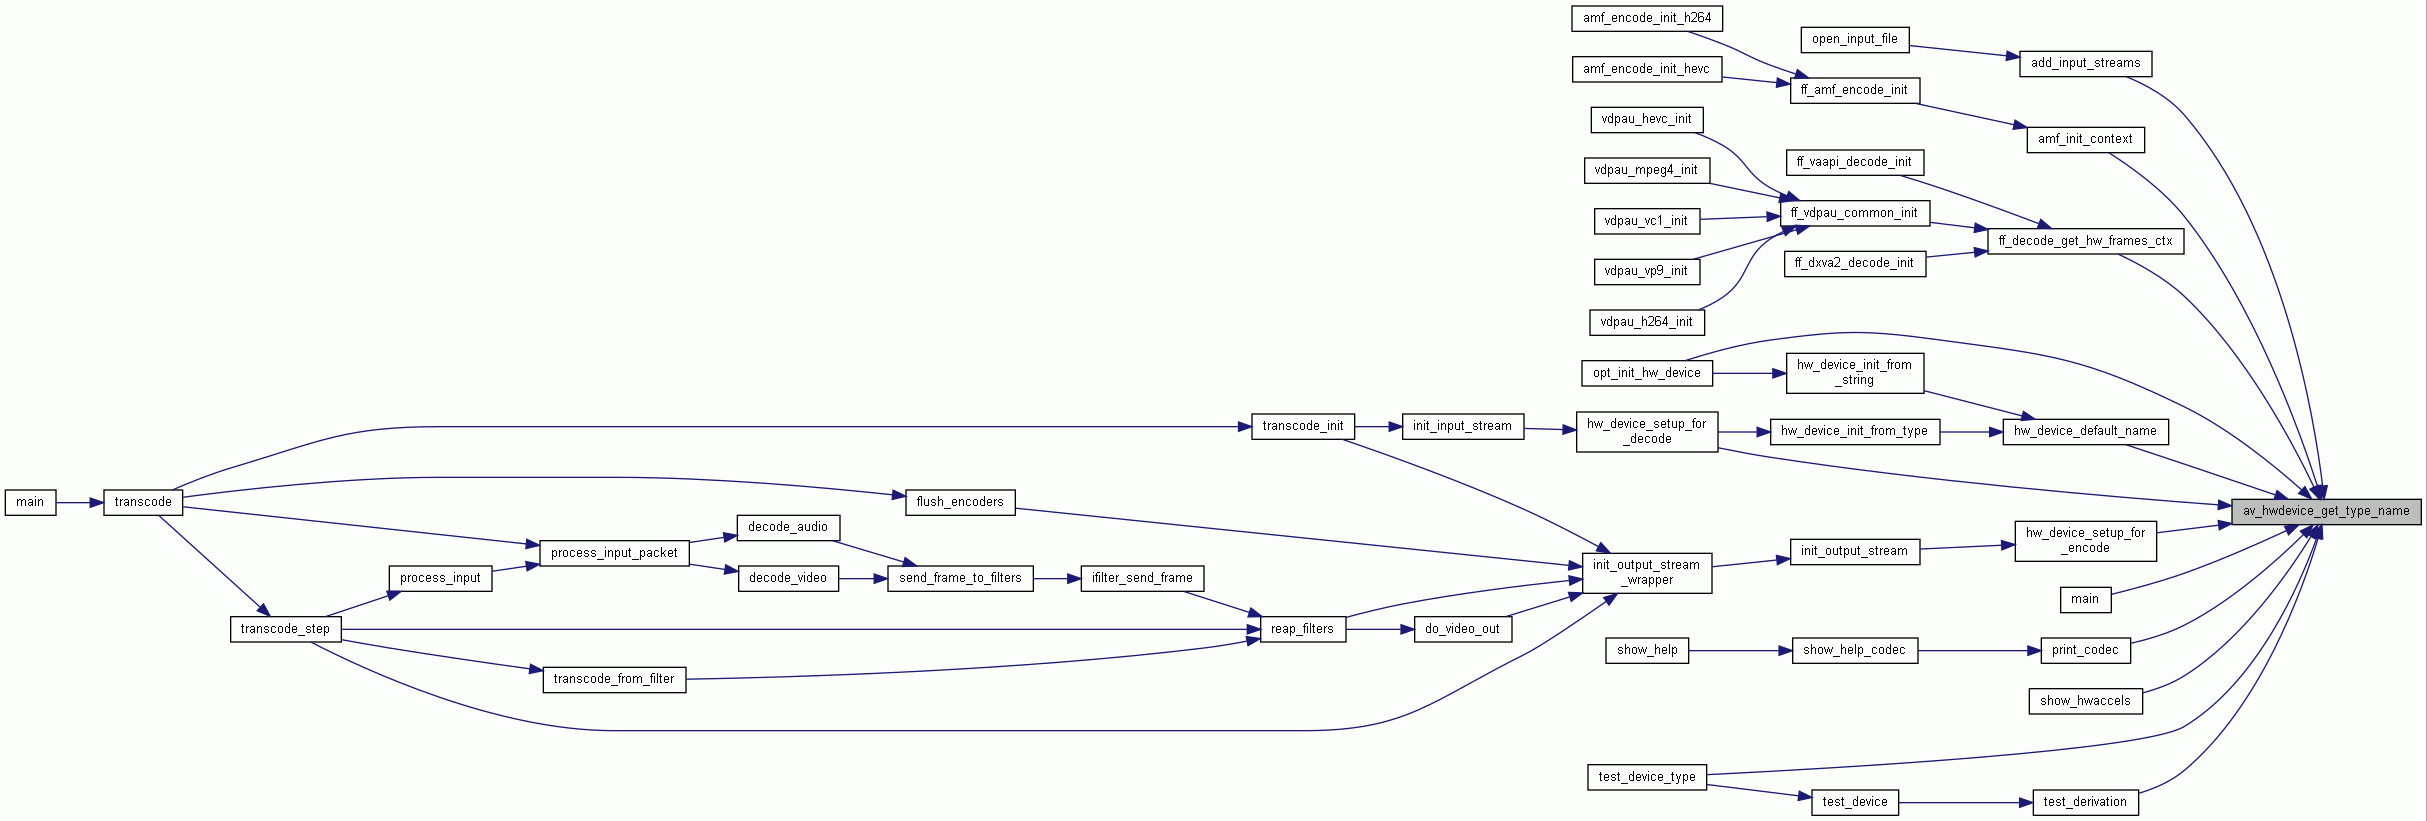 amf_encode_init_h264
open_input_file
add_input_streams
amf_encode_init_hevc
ff_amf_encode_init
vdpau_hevc_init
amf_init_context
ff_vaapi_decode_init
vdpau_mpeg4_init
ff_vdpau_common_init
vdpau_vc1_init
ff_decode_get_hw_frames_ctx
ff_dxva2_decode_init
vdpau_vp9_init
vdpau_h264_init
opt_init_hw_device
hw_device_init_from
_string
transcode_init
init_input_stream
hw_device_setup_for
_decode
hw_device_init_from_type
hw_device_default_name
main
transcode
flush_encoders
av_hwdevice_get_type_name
decode_audio
process_input_packet
hw_device_setup_for
_encode
init_output_stream
process_input
decode_video
send_frame_to_filters
ifilter_send_frame
init_output_stream
_wrapper
main
transcode_step
reap_filters
do_video_out
show_help
show_help_codec
print_codec
transcode_from_filter
show_hwaccels
test_device_type
test_device
test_derivation